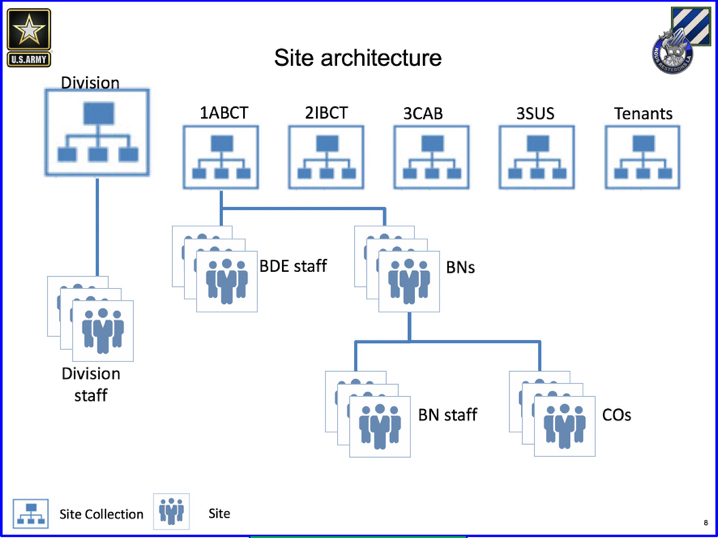 U.S.ARMY
Site architecture
Division
1ABCT
2IBCT
3CAB
3SUS
Tenants
BDE staff
BNs
Division
staff
BN staff
COs
Site Collection
Site
8